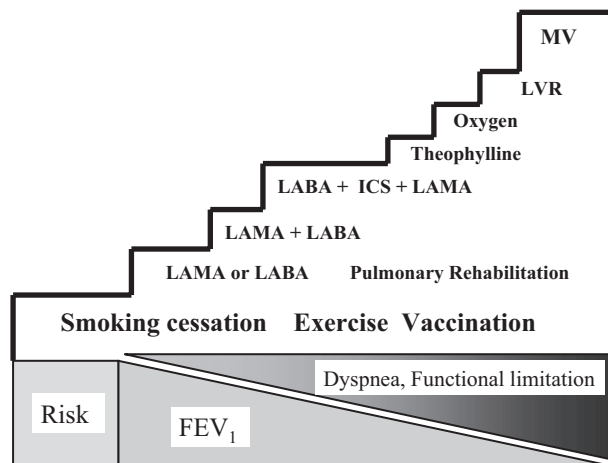 MV
LVR
Oxygen
Theophylline
LABA + ICS + LAMA
LAMA + LABA
LAMA or LABA Pulmonary Rehabilitation
Smoking cessation Exercise Vaccination
Dyspnea, Functional limitation
Risk
FEV₁